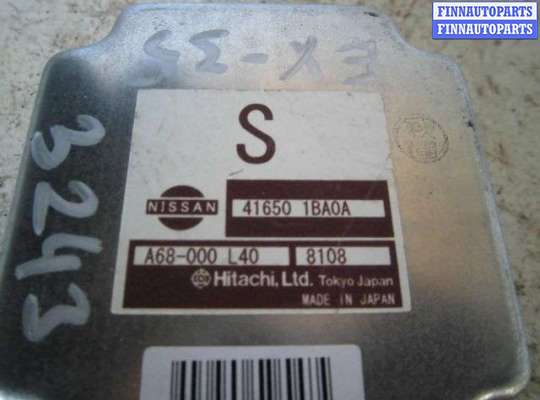 FINNAUTOPARTS
FINNAUTOPARTS
EX-35
3243
S
NISSAN
41650 1BA0A
A68-000 L40
8108
Hitachi, Ltd. Tokyo Japan
MADE IN JAPAN